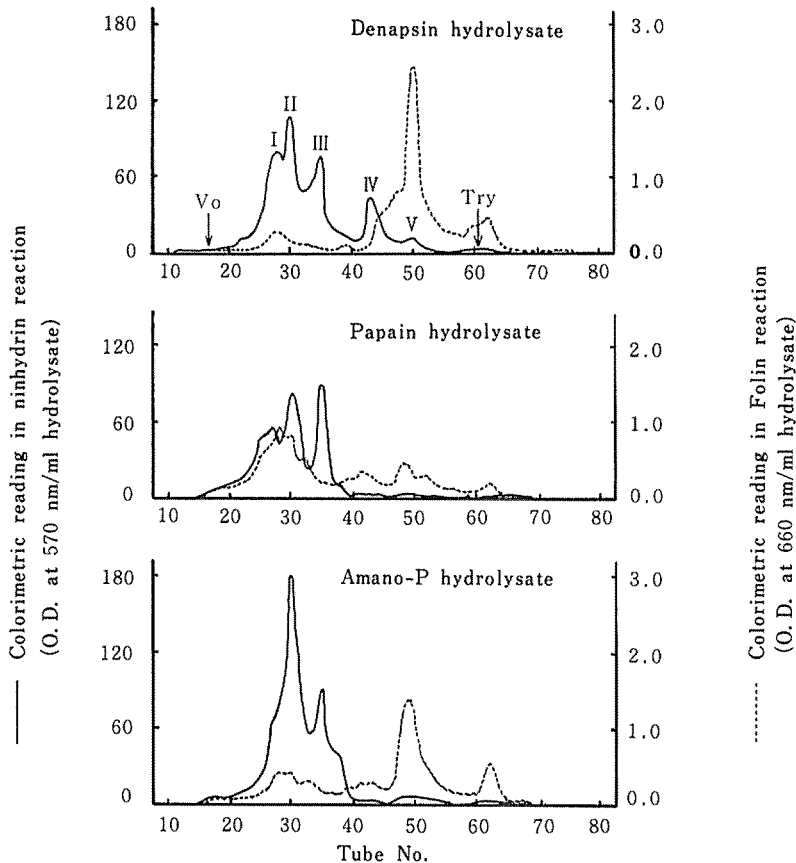 Colorimetric reading in ninhydrin reaction
(O. D. at 570 nm/ml hydrolysate)
Denapsin hydrolysate
180
120
60
0
3.0
2.0
1.0
0.0
I
II
III
IV
V
Vo
Try
10 20 30 40 50 60 70 80
Papain hydrolysate
120
60
0
2.0
1.0
0.0
10 20 30 40 50 60 70 80
Amano-P hydrolysate
180
120
60
0
3.0
2.0
1.0
0.0
10 20 30 40 50 60 70 80
Tube No.
Colorimetric reading in Folin reaction
(O. D. at 660 nm/ml hydrolysate)